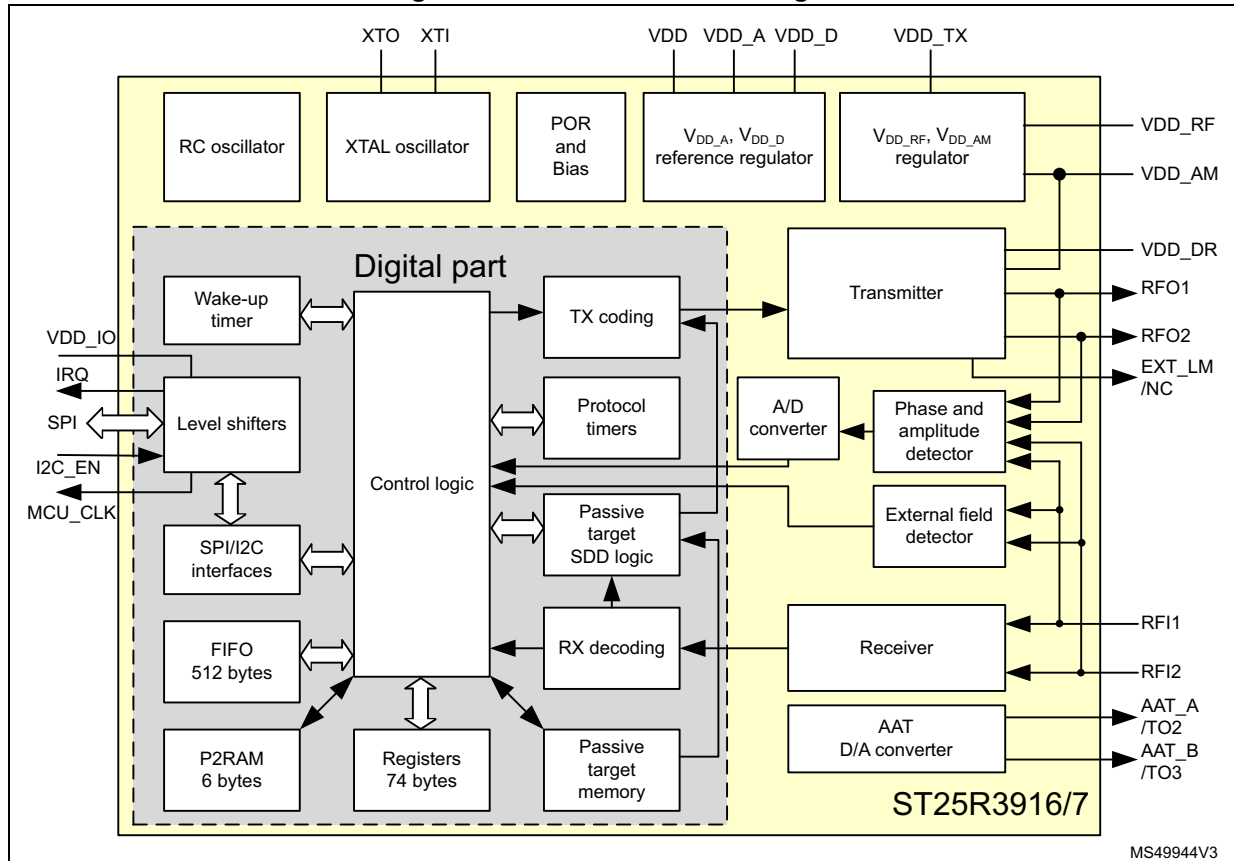 XTO XTI VDD VDD_A VDD_D VDD_TX
RC oscillator
XTAL oscillator
POR
and
Bias
VDD_A, VDD_D
reference regulator
VDD_RF, VDD_AM
regulator
VDD_RF
VDD_AM
VDD_DR
RFO1
RFO2
EXT_LM
/NC
Digital part
Wake-up
timer
TX coding
Transmitter
VDD_IO
IRQ
SPI
I2C_EN
MCU_CLK
Level shifters
Control logic
Protocol
timers
A/D
converter
Phase and
amplitude
detector
SPI/I2C
interfaces
Passive
target
SDD logic
External field
detector
FIFO
512 bytes
RX decoding
Receiver
RFI1
RFI2
P2RAM
6 bytes
Registers
74 bytes
Passive
target
memory
AAT
D/A converter
AAT_A
/TO2
AAT_B
/TO3
ST25R3916/7
MS49944V3